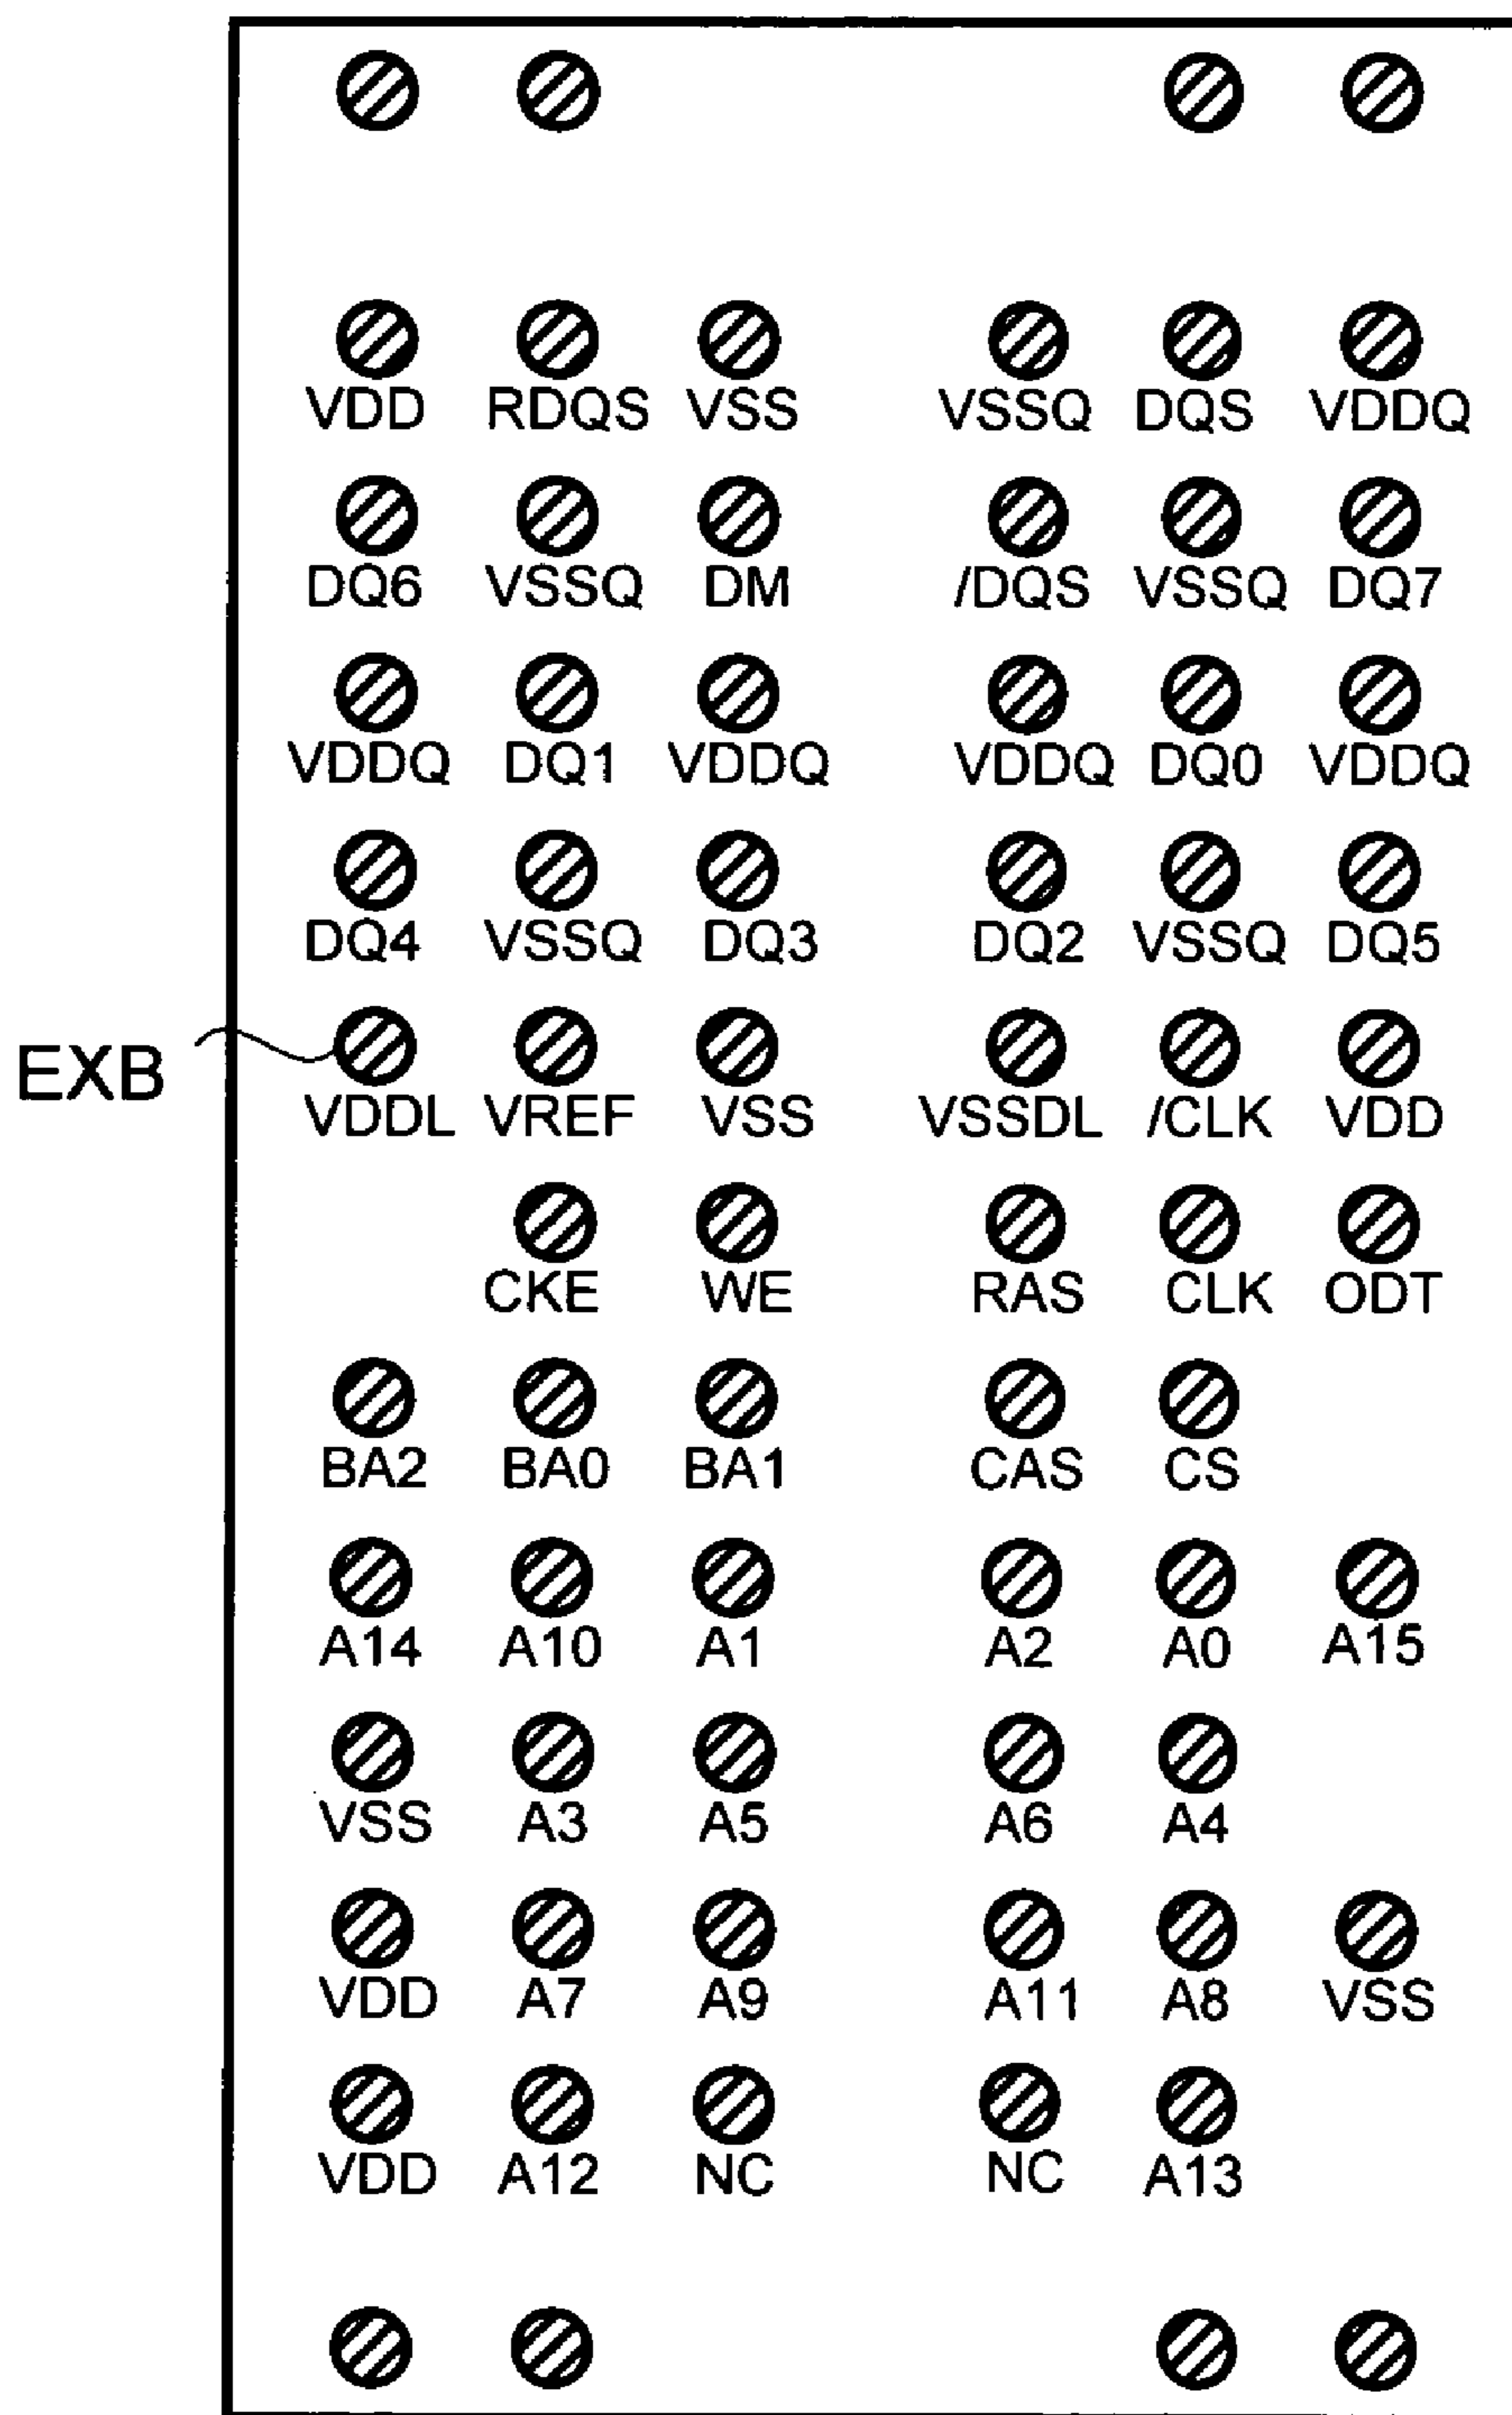 VDD RDQS VSS VSSQ DQS VDDQ
DQ6 VSSQ DM /DQS VSSQ DQ7
VDDQ DQ1 VDDQ VDDQ DQ0 VDDQ
DQ4 VSSQ DQ3 DQ2 VSSQ DQ5
EXB
VDDL VREF VSS VSSDL /CLK VDD
CKE WE RAS CLK ODT
BA2 BA0 BA1 CAS CS
A14 A10 A1 A2 A0 A15
VSS A3 A5 A6 A4
VDD A7 A9 A11 A8 VSS
VDD A12 NC NC A13